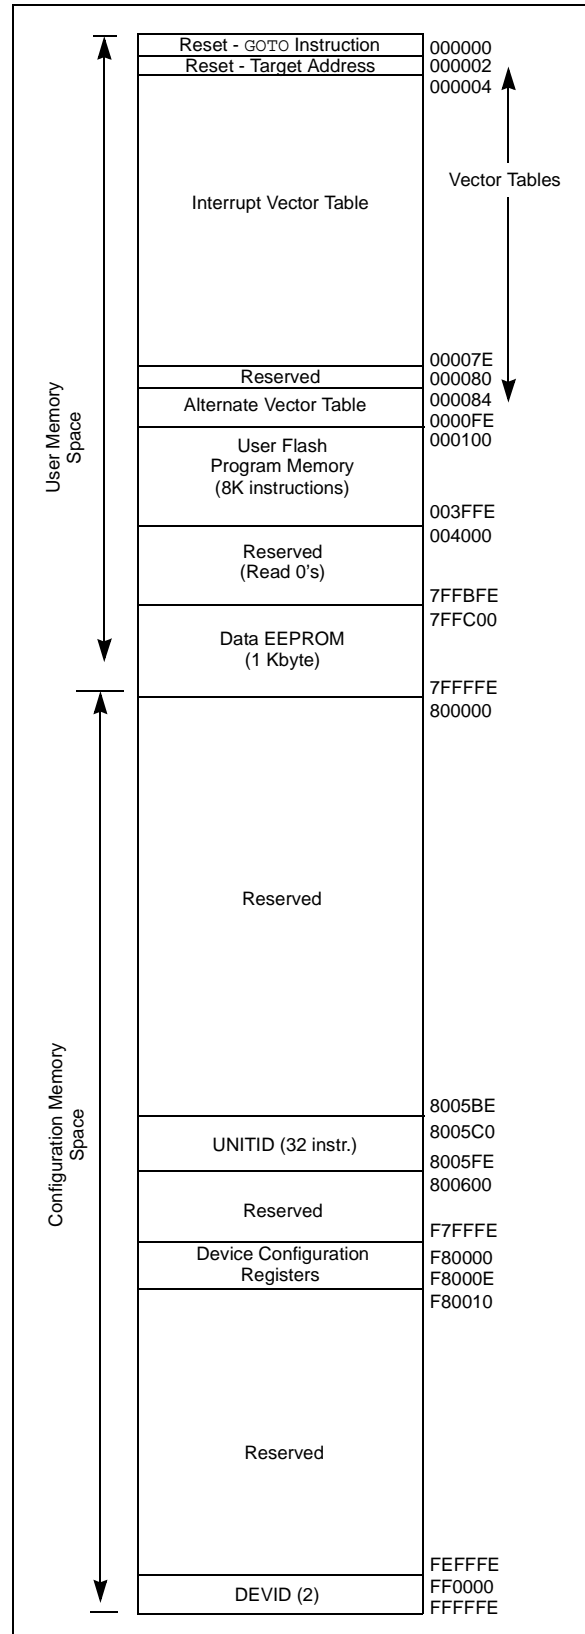 Reset - GOTO Instruction
000000
Reset - Target Address
000002
000004
Vector Tables
Interrupt Vector Table
00007E
Reserved
000080
Alternate Vector Table
000084
0000FE
000100
User Flash
Program Memory
(8K instructions)
User Memory
Space
003FFE
004000
Reserved
(Read 0's)
7FFBFE
7FFC00
Data EEPROM
(1 Kbyte)
7FFFFE
800000
Reserved
Configuration Memory
Space
8005BE
8005C0
UNITID (32 instr.)
8005FE
800600
Reserved
F7FFFE
Device Configuration
Registers
F80000
F8000E
F80010
Reserved
FEFFFE
DEVID (2)
FF0000
FFFFFE